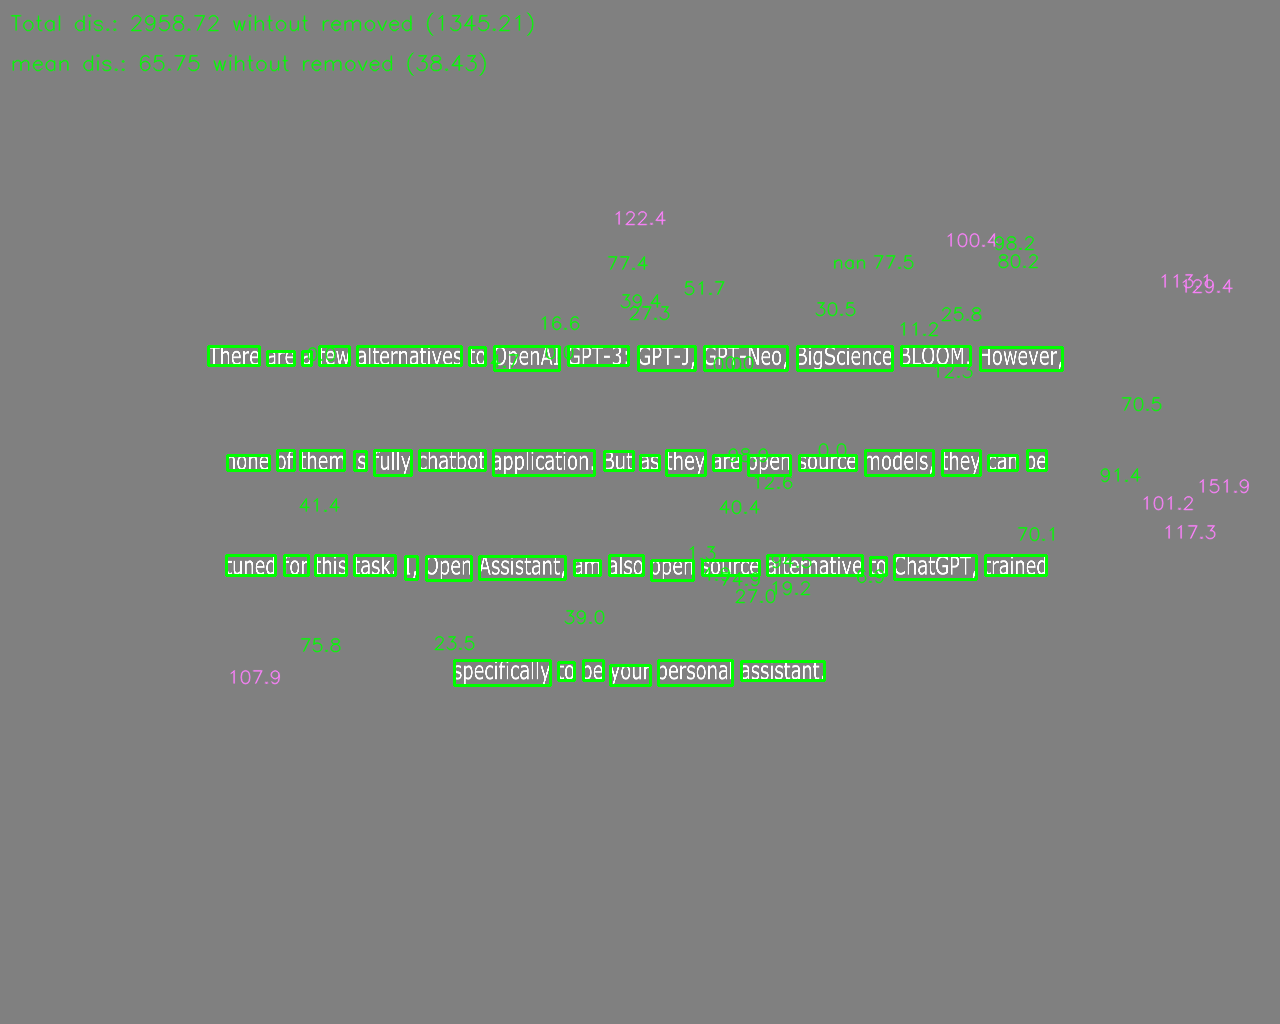 Total dis.: 2958.72 wihtout removed (1345.21)
mean dis.: 65.75 wihtout removed (38.43)
122.4
100.4 98.2
77.4 nan 77.5 80.2
113.1 129.4
51.7
39.4 27.3 30.5 25.8
16.6 11.2
There are a few alternatives to OpenAI GPT-3: GPT-J, GPT-Neo, BigScience BLOOM. However,
12.3
70.5
0.0
none of them is fully chatbot application. But as they are open source models, they can be
12.6 91.4
151.9
41.4 40.4 101.2
70.1 117.3
1.3
tuned for this task. I, Open Assistant, am also open source alternative to ChatGPT, trained
27.0 19.2
39.0
75.8 23.5
specifically to be your personal assistant.
107.9